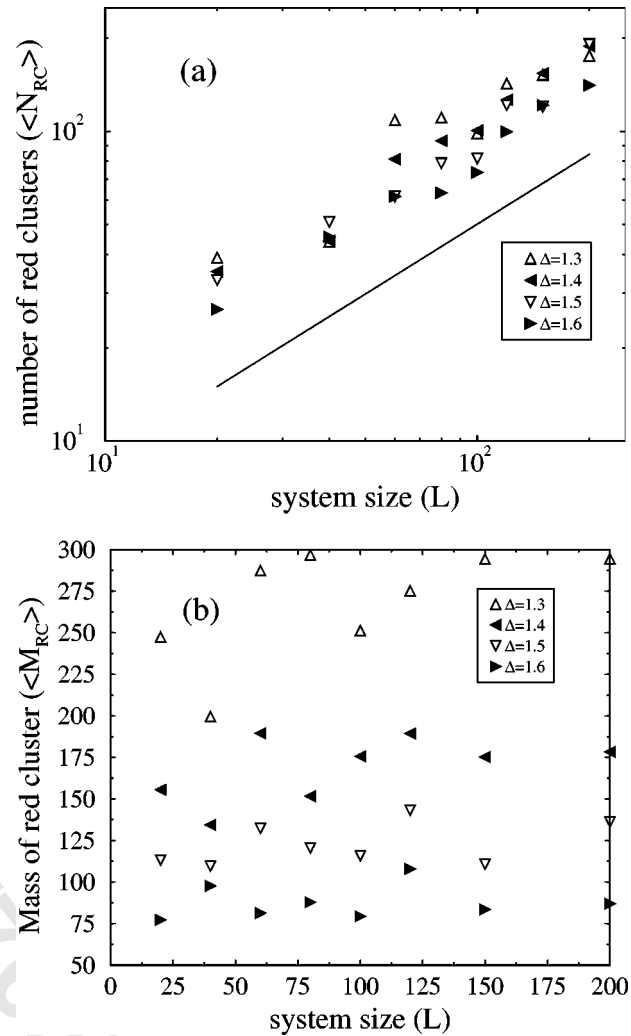 (a)
number of red clusters (<N_RC>)
10^2
10^1
Δ=1.3
Δ=1.4
Δ=1.5
Δ=1.6
10^1
10^2
system size (L)
(b)
Mass of red cluster (<M_RC>)
300
275
250
225
200
175
150
125
100
75
50
Δ=1.3
Δ=1.4
Δ=1.5
Δ=1.6
0 25 50 75 100 125 150 175 200
system size (L)